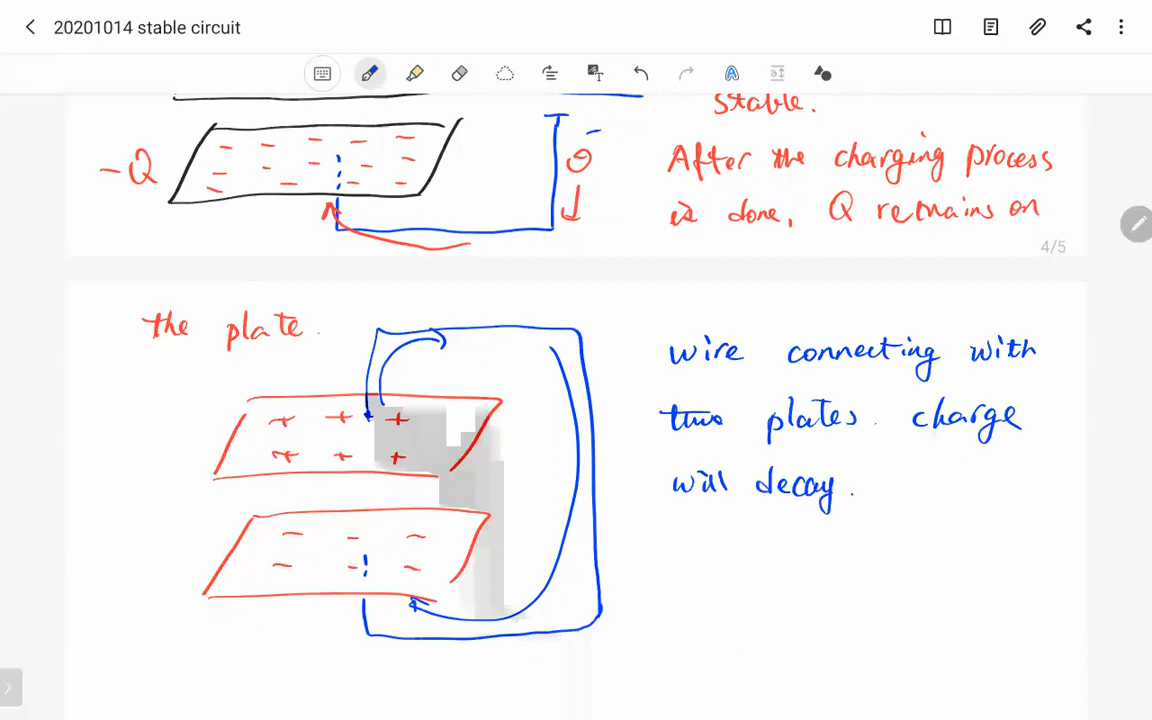 20201014 stable circuit
stable.
-Q
After the charging process
is done, Q remains on
4/5
the plate.
wire connecting with
two plates. charge
will decay.